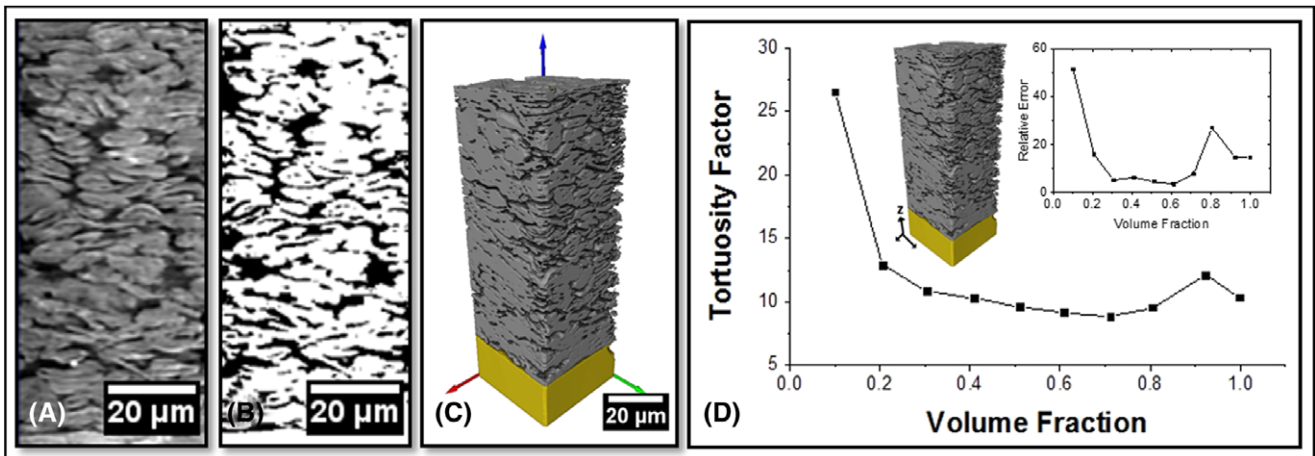 (A)
20 µm
(B)
20 µm
(C)
20 µm
(D)
Tortuosity Factor
30
25
20
15
10
5
0.0 0.2 0.4 0.6 0.8 1.0
Volume Fraction
z
Relative Error
60
40
20
0
0.0 0.2 0.4 0.6 0.8 1.0
Volume Fraction